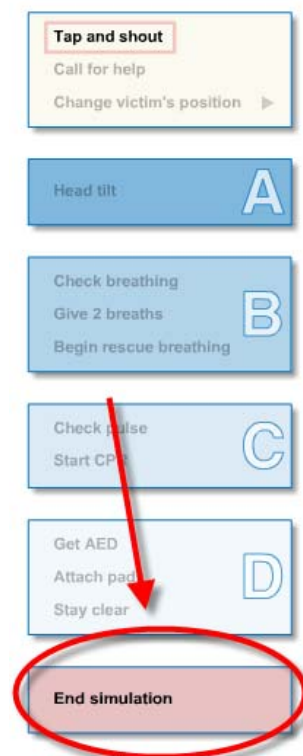 Tap and shout
Call for help
Change victim's position
Head tilt
A
Check breathing
Give 2 breaths
Begin rescue breathing
B
Check pulse
Start CPR
C
Get AED
Attach pads
Stay clear
D
End simulation